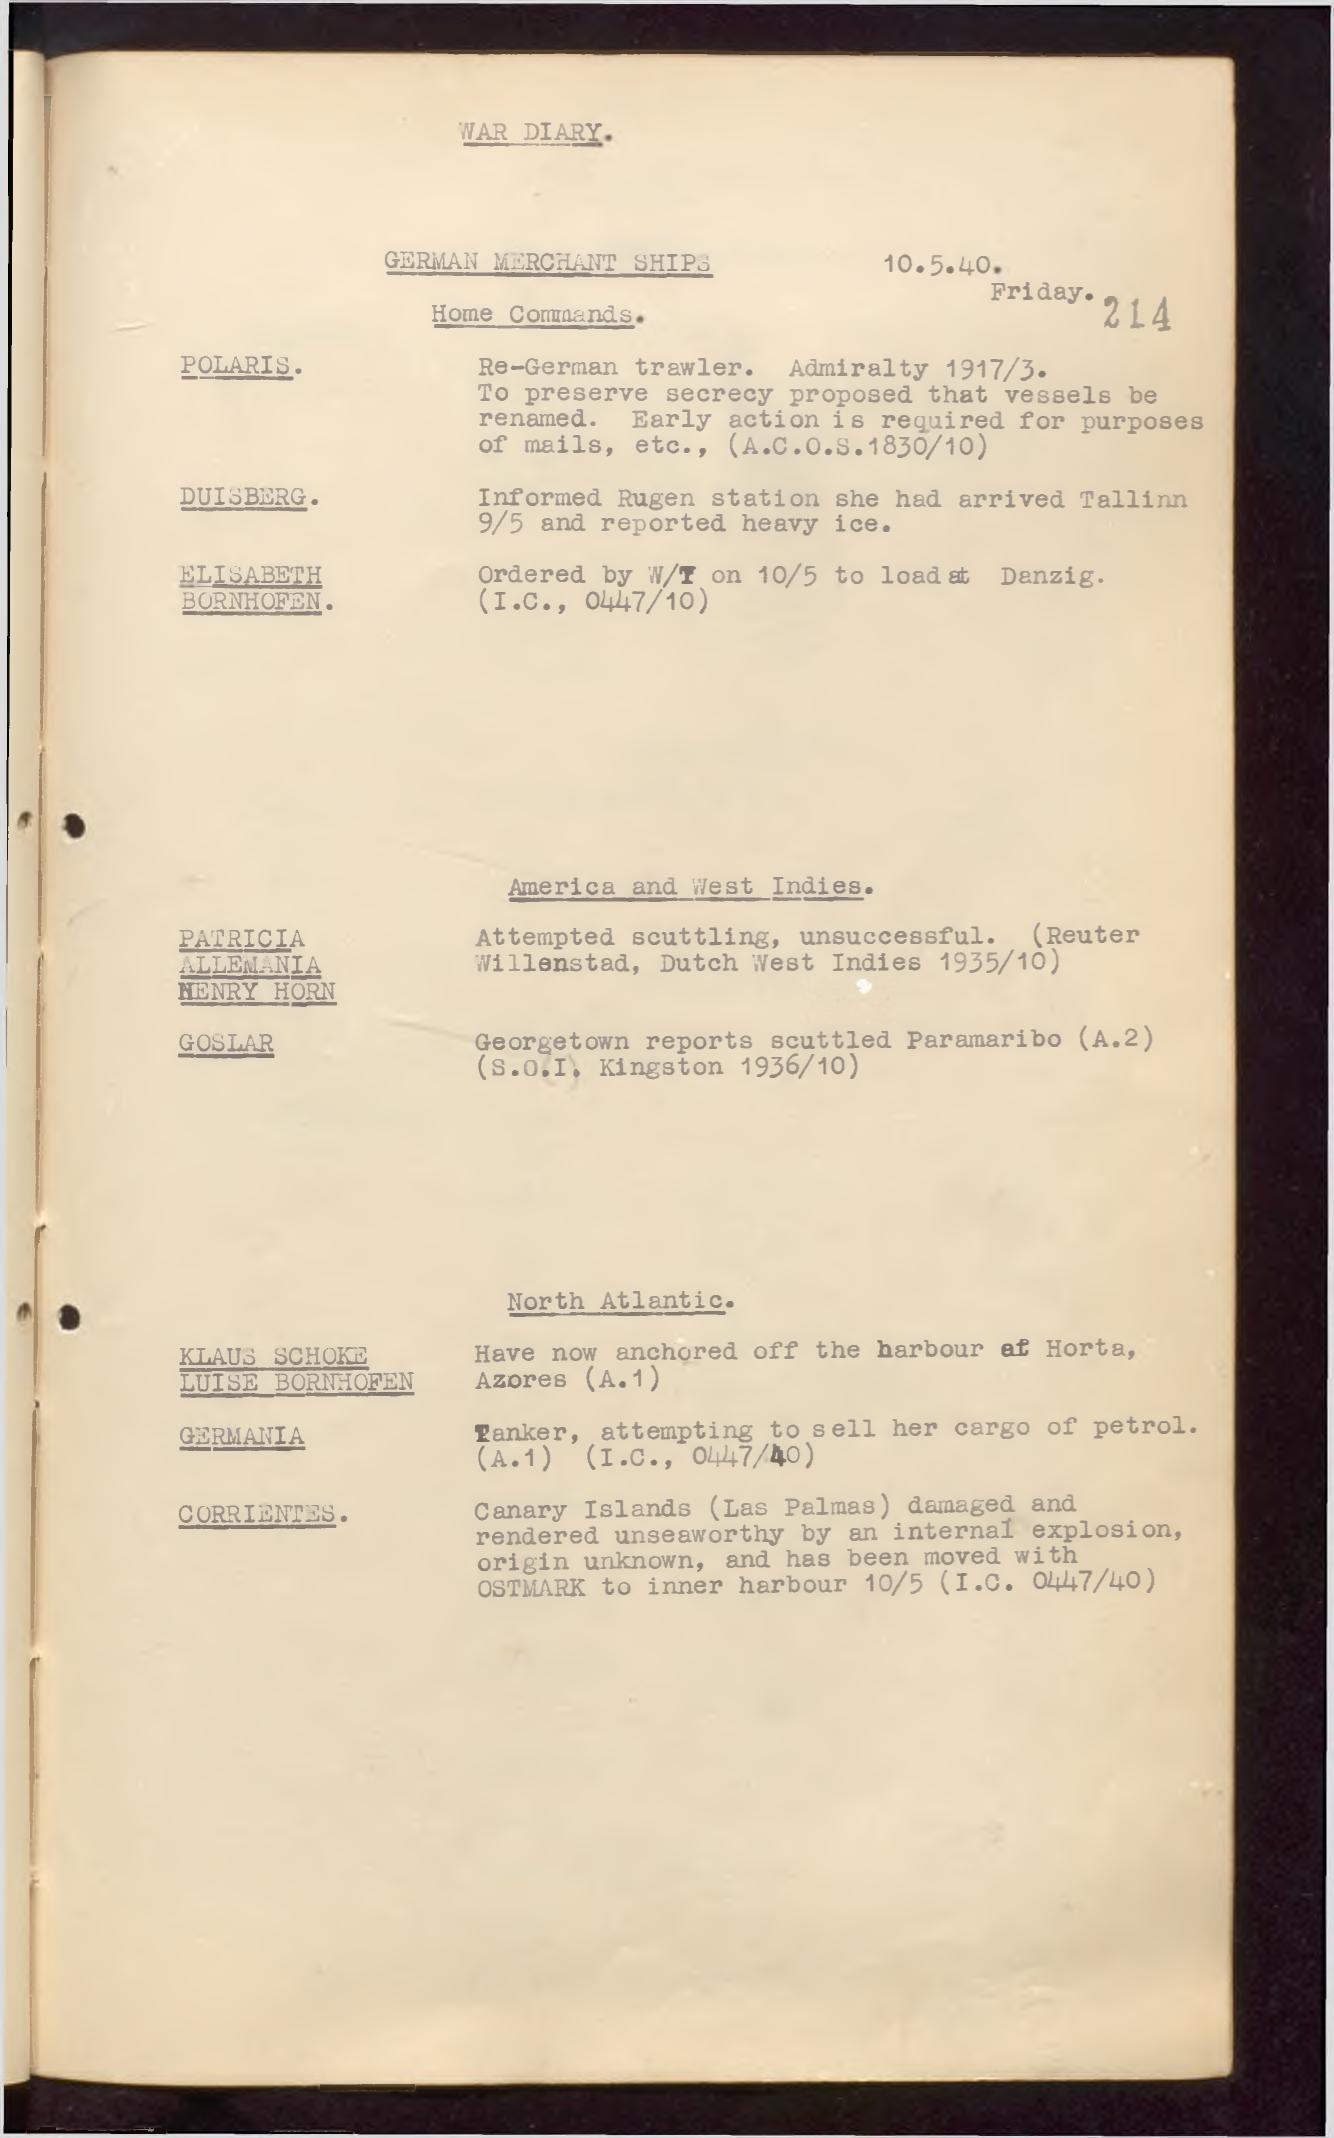 WAR DIARY.
GERMAN MERCHANT SHIPS 10.5.40.
Friday.
214
Home Commands.
POLARIS. Re-German trawler. Admiralty 1917/3.
To preserve secrecy proposed that vessels be
renamed. Early action is required for purposes
of mails, etc., (A.C.O.S.1830/10)
DUISBERG. Informed Rugen station she had arrived Tallinn
9/5 and reported heavy ice.
ELISABETH Ordered by W/T on 10/5 to load at Danzig.
BORNHOFEN. (I.C., 0447/10)
America and West Indies.
PATRICIA Attempted scuttling, unsuccessful. (Reuter
ALLEMANIA Willenstad, Dutch West Indies 1935/10)
HENRY HORN
GOSLAR Georgetown reports scuttled Paramaribo (A.2)
(S.O.I. Kingston 1936/10)
North Atlantic.
KLAUS SCHOKE Have now anchored off the harbour at Horta,
LUISE BORNHOFEN Azores (A.1)
GERMANIA Tanker, attempting to sell her cargo of petrol.
(A.1) (I.C., 0447/40)
CORRIENTES. Canary Islands (Las Palmas) damaged and
rendered unseaworthy by an internal explosion,
origin unknown, and has been moved with
OSTMARK to inner harbour 10/5 (I.C. 0447/40)